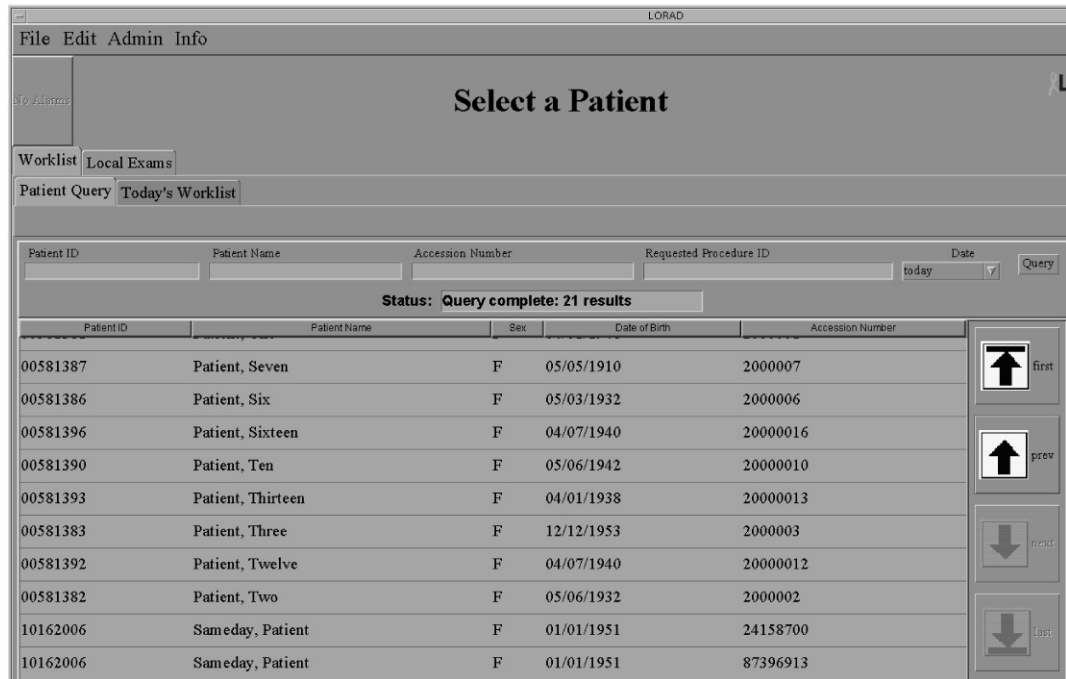 LORAD
File Edit Admin Info
No Alarms
Select a Patient
L
Worklist Local Exams
Patient Query Today's Worklist
Patient ID Patient Name Accession Number Requested Procedure ID Date
today Query
Status: Query complete: 21 results
Patient ID Patient Name Sex Date of Birth Accession Number
00581387 Patient, Seven F 05/05/1910 2000007
first
00581386 Patient, Six F 05/03/1932 2000006
00581396 Patient, Sixteen F 04/07/1940 20000016
00581390 Patient, Ten F 05/06/1942 20000010
prev
00581393 Patient, Thirteen F 04/01/1938 20000013
00581383 Patient, Three F 12/12/1953 2000003
next
00581392 Patient, Twelve F 04/07/1940 20000012
00581382 Patient, Two F 05/06/1932 2000002
10162006 Sameday, Patient F 01/01/1951 24158700
last
10162006 Sameday, Patient F 01/01/1951 87396913